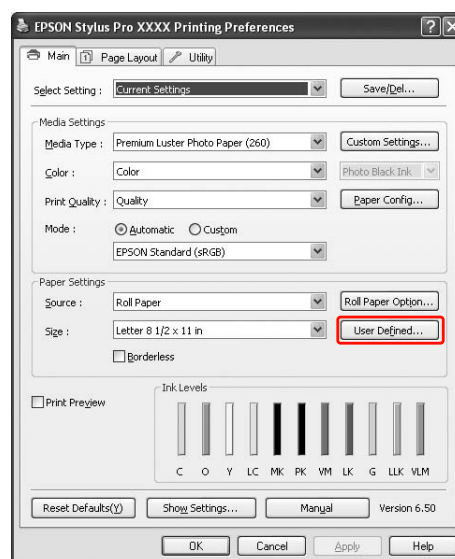 EPSON Stylus Pro XXXX Printing Preferences
Main Page Layout Utility
Select Setting : Current Settings Save/Del...
Media Settings
Media Type : Premium Luster Photo Paper (260) Custom Settings...
Color : Color Photo Black Ink
Print Quality : Quality Paper Config...
Mode : Automatic Custom
EPSON Standard (sRGB)
Paper Settings
Source : Roll Paper Roll Paper Option...
Size : Letter 8 1/2 x 11 in User Defined...
Borderless
Print Preview
Ink Levels
C O Y LC MK PK VM LK G LLK VLM
Reset Defaults(Y) Show Settings... Manual Version 6.50
OK Cancel Apply Help